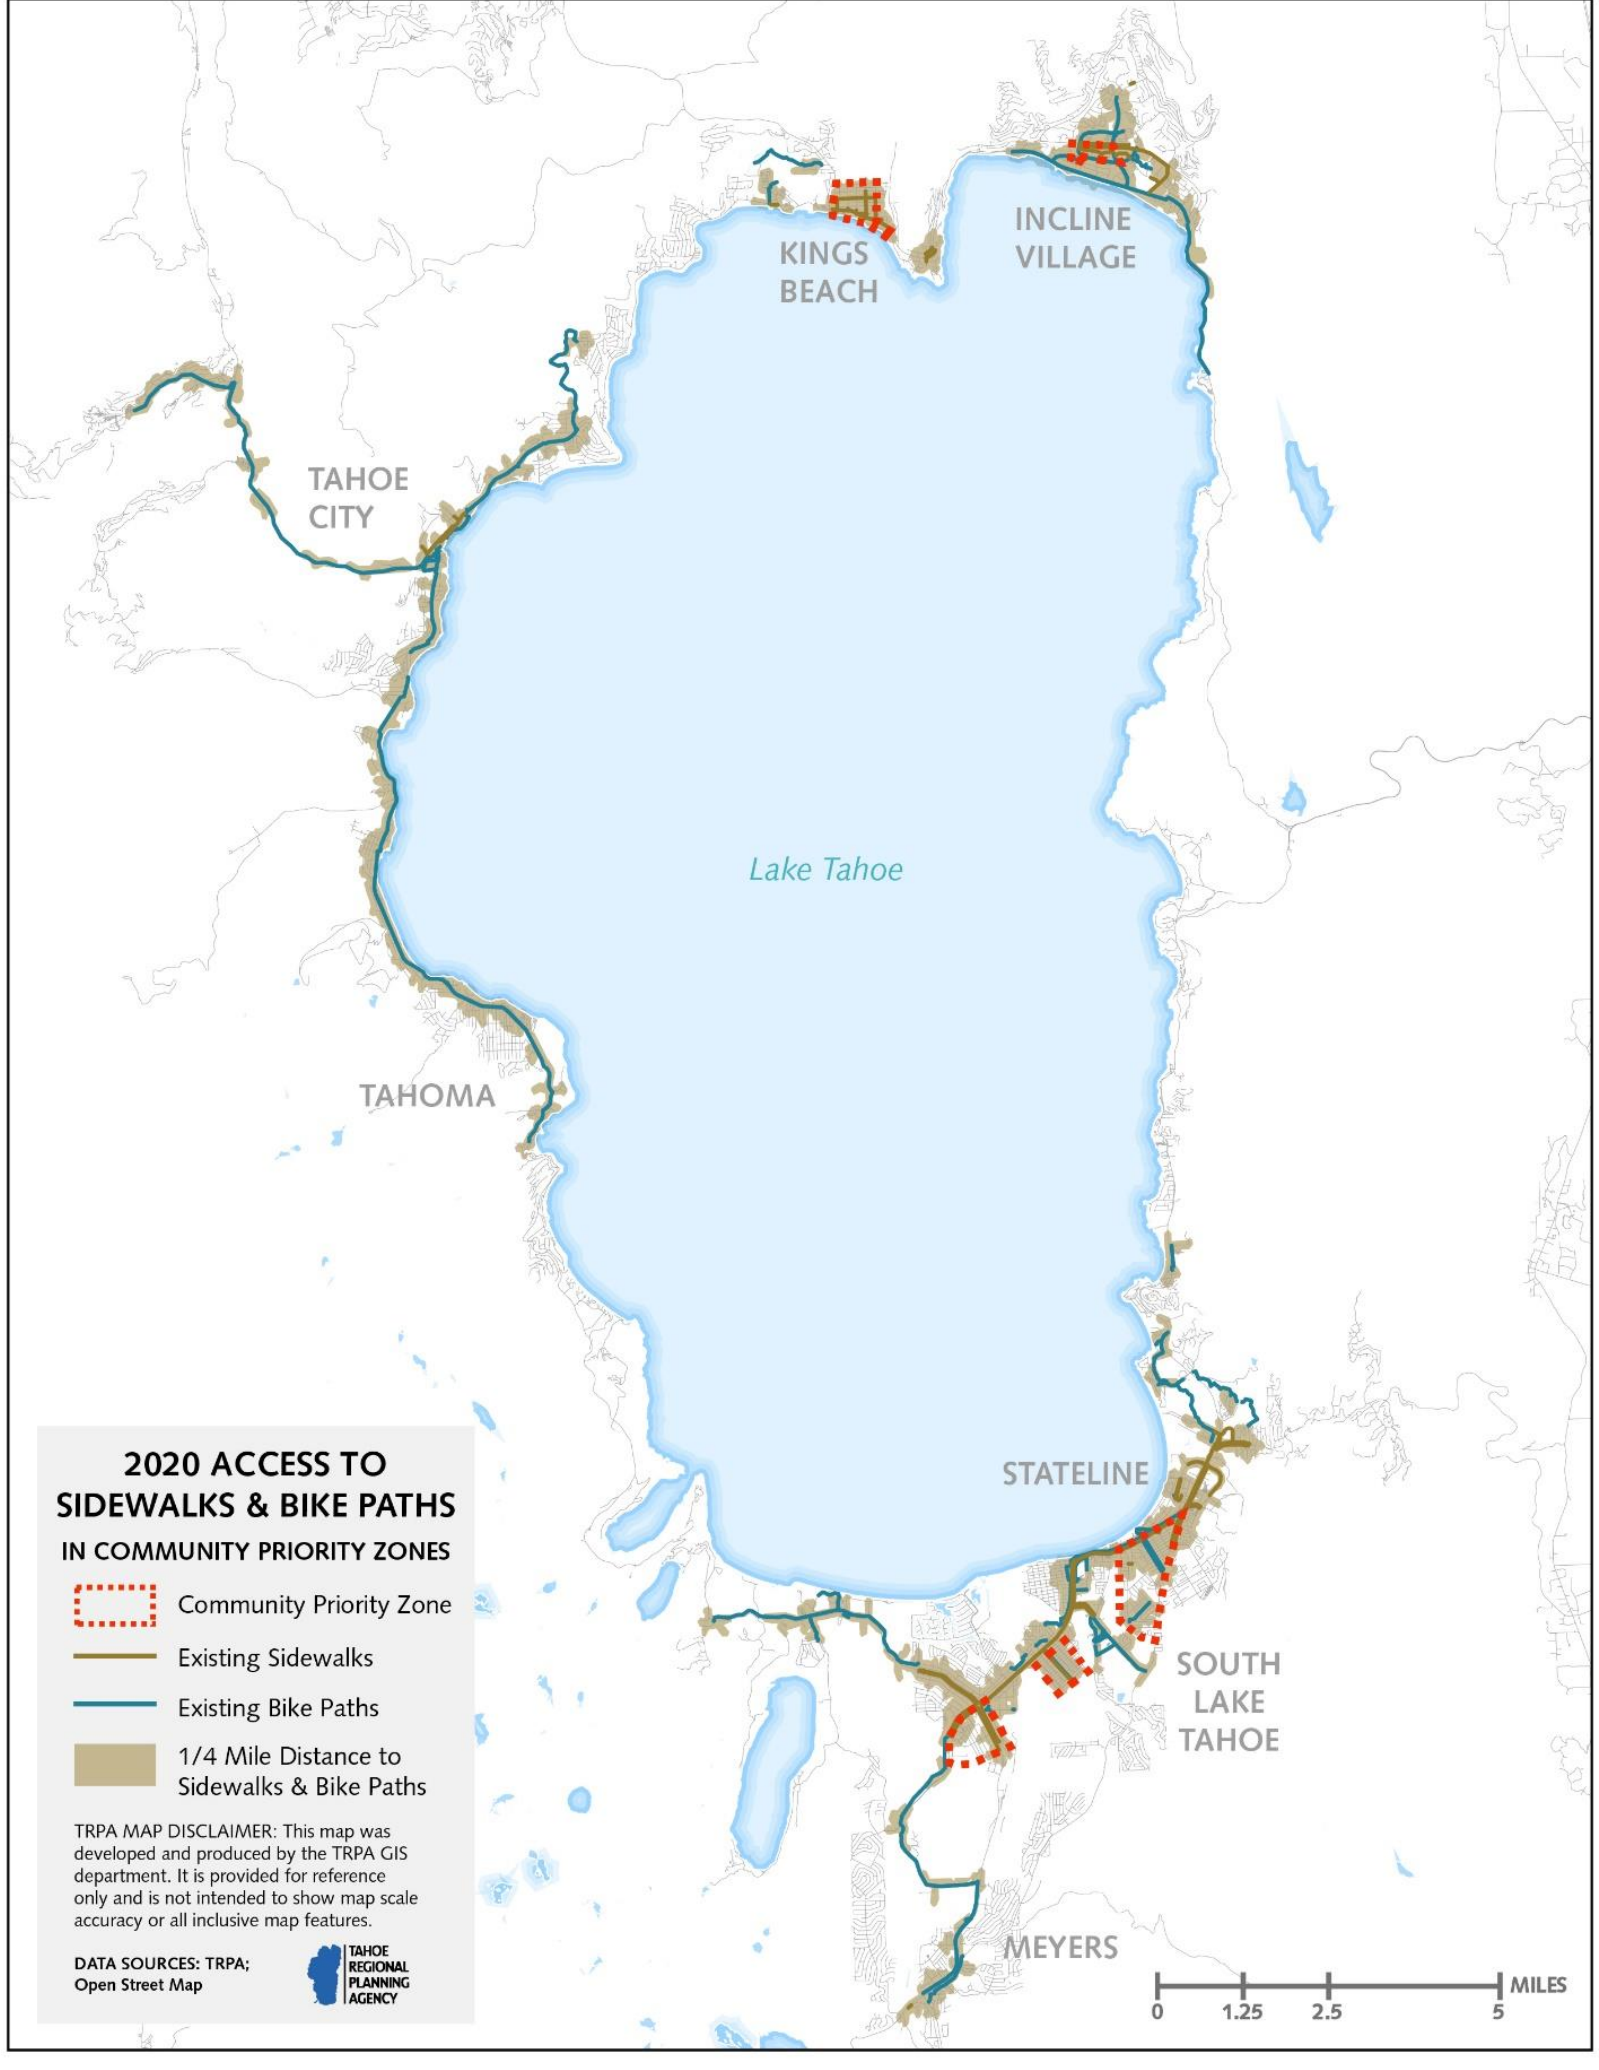 KINGS
BEACH
INCLINE
VILLAGE
TAHOE
CITY
Lake Tahoe
TAHOMA
STATELINE
SOUTH
LAKE
TAHOE
MEYERS
2020 ACCESS TO
SIDEWALKS & BIKE PATHS
IN COMMUNITY PRIORITY ZONES
Community Priority Zone
Existing Sidewalks
Existing Bike Paths
1/4 Mile Distance to
Sidewalks & Bike Paths
TRPA MAP DISCLAIMER: This map was
developed and produced by the TRPA GIS
department. It is provided for reference
only and is not intended to show map scale
accuracy or all inclusive map features.
DATA SOURCES: TRPA;
Open Street Map
TAHOE
REGIONAL
PLANNING
AGENCY
MILES
0 1.25 2.5 5